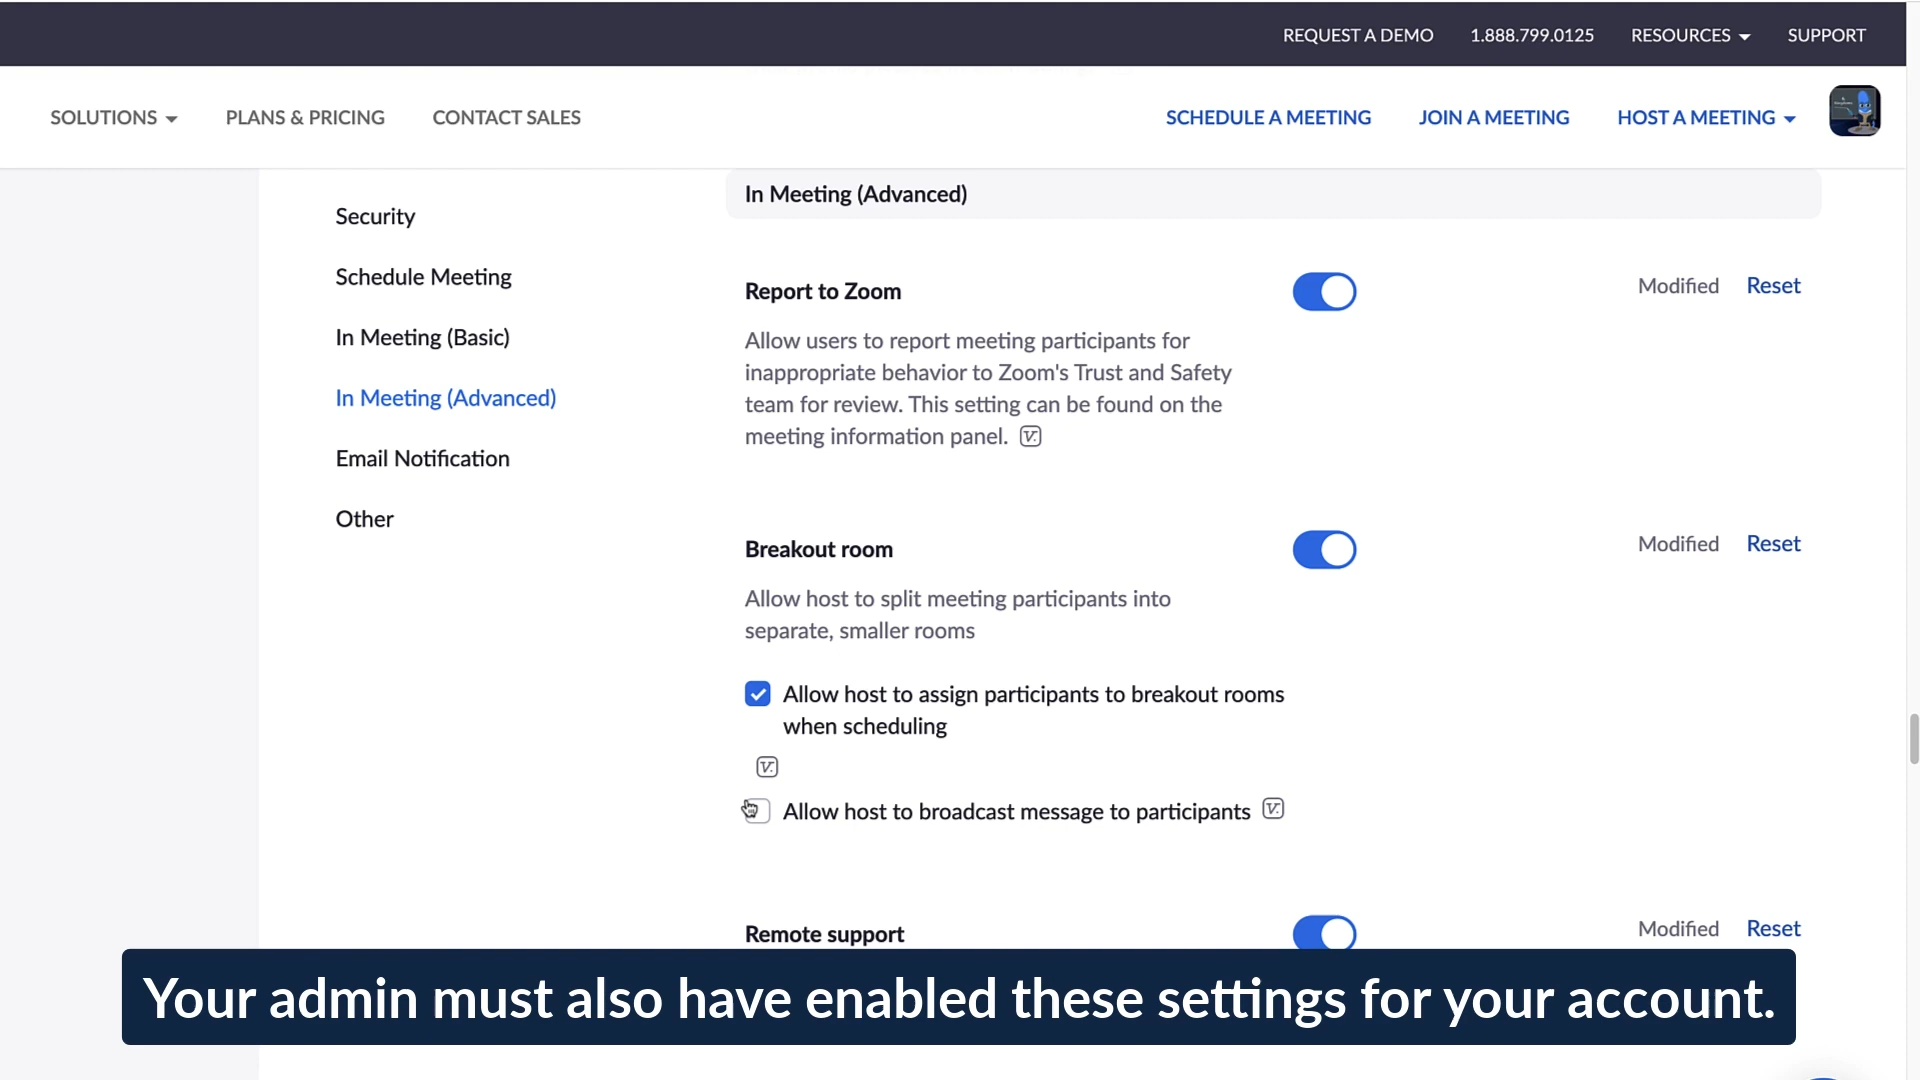 REQUEST A DEMO 1.888.799.0125 RESOURCES SUPPORT
SOLUTIONS PLANS & PRICING CONTACT SALES SCHEDULE A MEETING JOIN A MEETING HOST A MEETING
Security
Schedule Meeting
In Meeting (Basic)
In Meeting (Advanced)
Email Notification
Other
In Meeting (Advanced)
Report to Zoom Modified Reset
Allow users to report meeting participants for
inappropriate behavior to Zoom's Trust and Safety
team for review. This setting can be found on the
meeting information panel.
Breakout room Modified Reset
Allow host to split meeting participants into
separate, smaller rooms
Allow host to assign participants to breakout rooms
when scheduling
Allow host to broadcast message to participants
Remote support Modified Reset
Your admin must also have enabled these settings for your account.